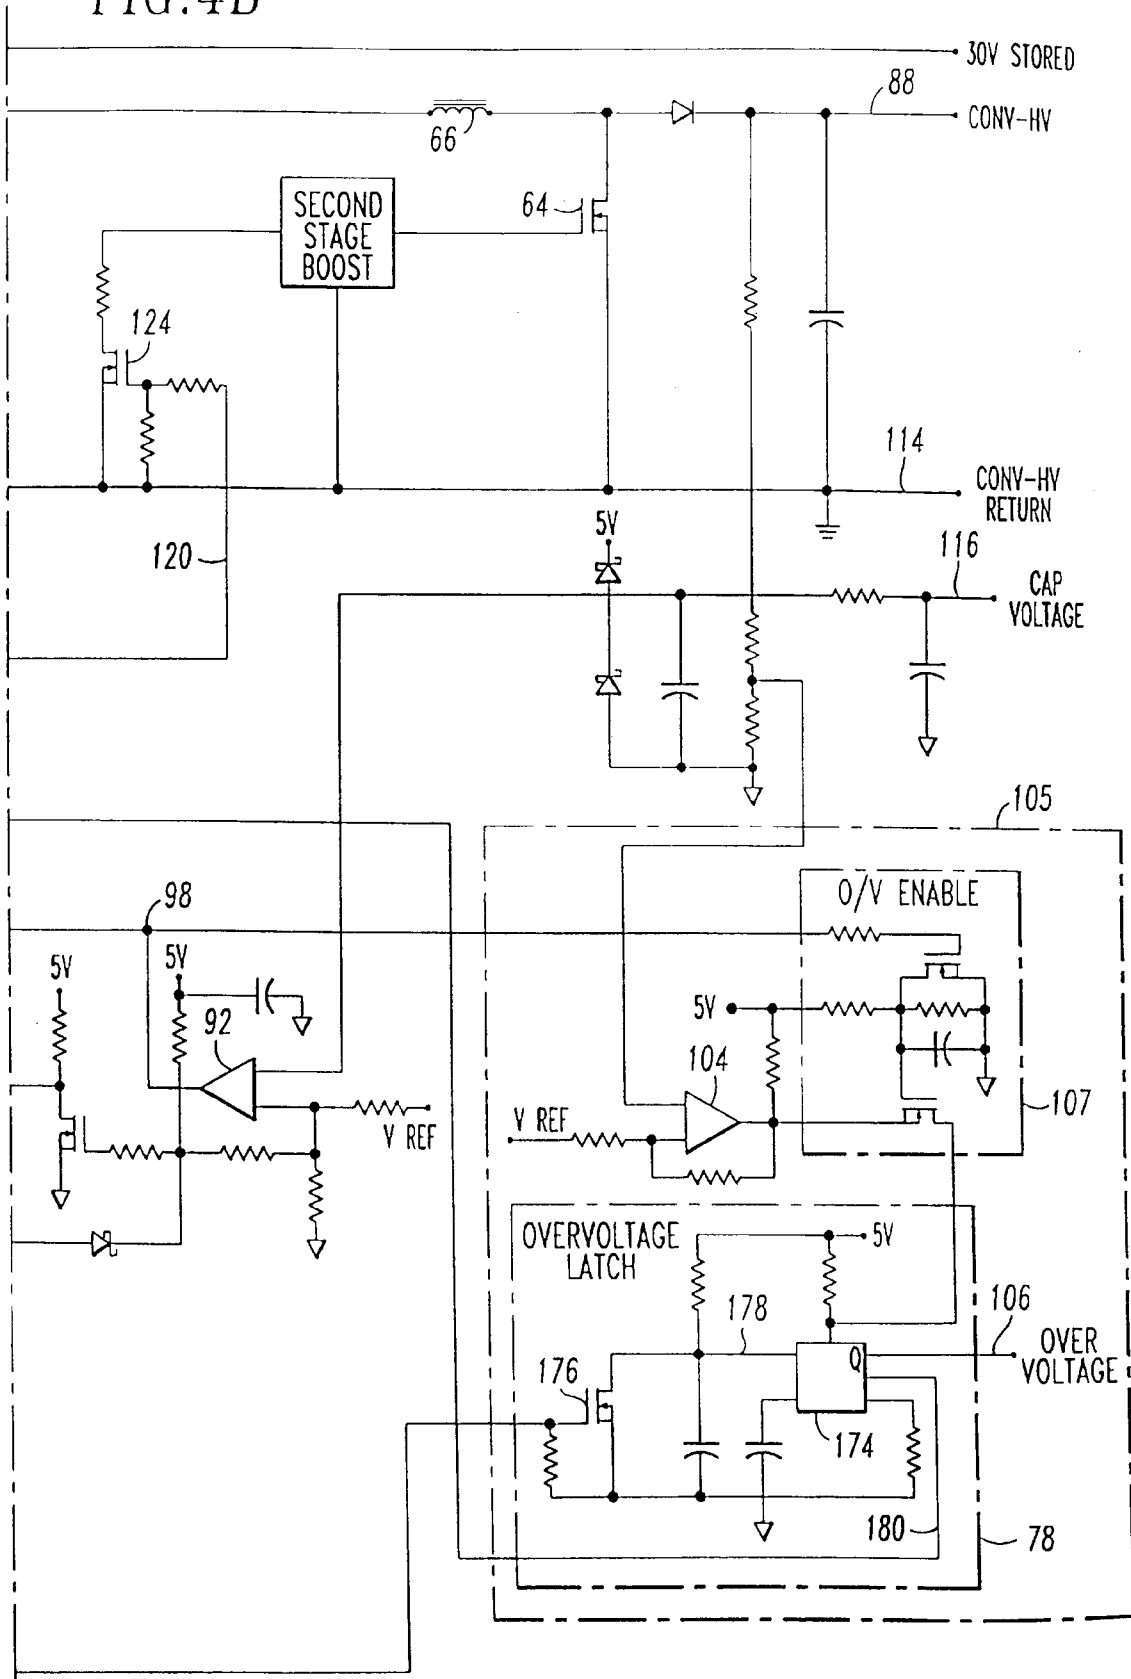 FIG.4B
30V STORED
88
CONV-HV
66
SECOND
STAGE
BOOST
64
124
114
CONV-HV
RETURN
120
5V
116
CAP
VOLTAGE
105
98
O/V ENABLE
5V
5V
92
5V
104
107
V REF
V REF
OVERVOLTAGE
LATCH
5V
178
106
OVER
VOLTAGE
Q
176
174
180
78